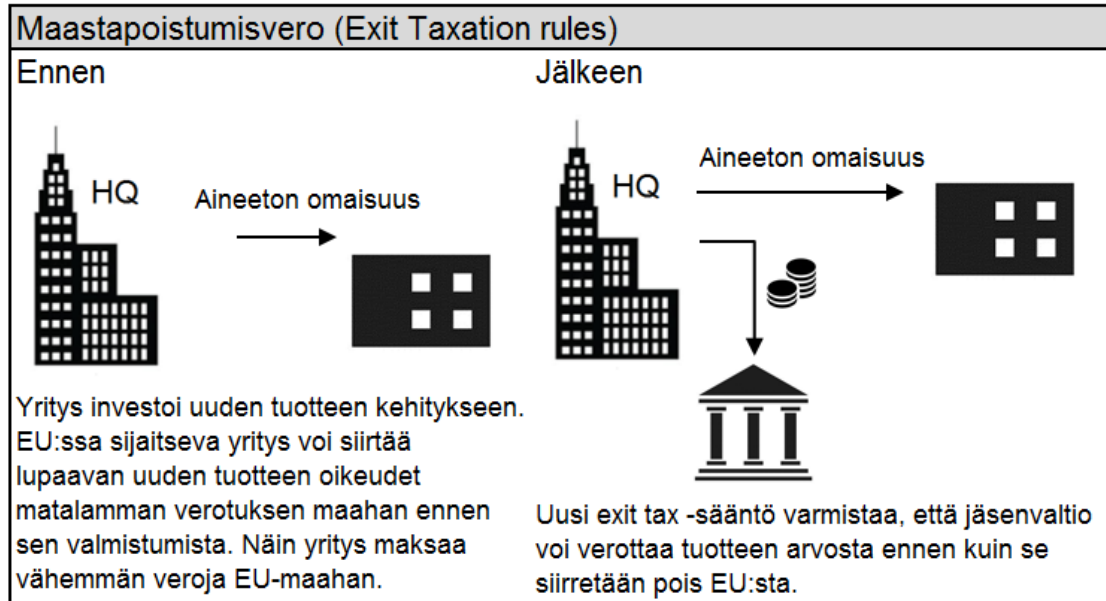 Maastapoistumisvero (Exit Taxation rules)
Ennen
HQ
Aineeton omaisuus
Yritys investoi uuden tuotteen kehitykseen.
EU:ssa sijaitseva yritys voi siirtää
lupaavan uuden tuotteen oikeudet
matalamman verotuksen maahan ennen
sen valmistumista. Näin yritys maksaa
vähemmän veroja EU-maahan.
Jälkeen
HQ
Aineeton omaisuus
Uusi exit tax -sääntö varmistaa, että jäsenvaltio
voi verottaa tuotteen arvosta ennen kuin se
siirretään pois EU:sta.